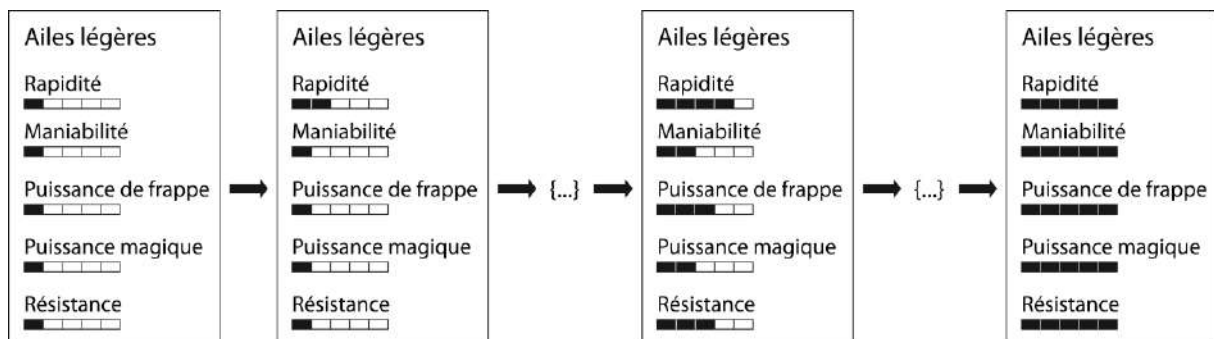 Ailes légères
Rapidité
Maniabilité
Puissance de frappe
Puissance magique
Résistance
Ailes légères
Rapidité
Maniabilité
Puissance de frappe
Puissance magique
Résistance
{...}
Ailes légères
Rapidité
Maniabilité
Puissance de frappe
Puissance magique
Résistance
{...}
Ailes légères
Rapidité
Maniabilité
Puissance de frappe
Puissance magique
Résistance